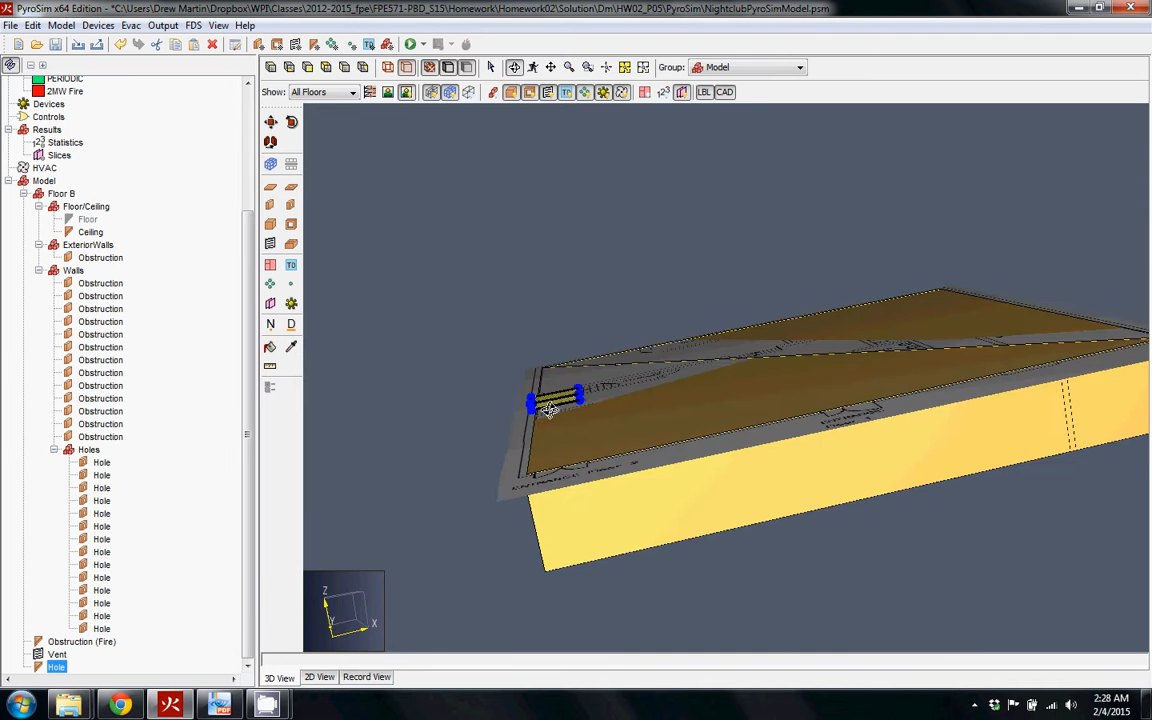 PyroSim x64 Edition - *C:\Users\Drew Martin\Dropbox\WPI\Classes\2012-2015_fpe\FPE571-PBD_S15\Homework\Homework02\Solution\Dm\HW02_P05\PyroSim\NightclubPyroSimModel.psm
File Edit Model Devices Evac Output FDS View Help
Group: Model
Show: All Floors
LBL CAD
PERIODIC
2MW Fire
Devices
Controls
Results
Statistics
Slices
HVAC
Model
Floor B
Floor/Ceiling
Floor
Ceiling
ExteriorWalls
Obstruction
Walls
Obstruction
Obstruction
Obstruction
Obstruction
Obstruction
Obstruction
Obstruction
Obstruction
Obstruction
Obstruction
Obstruction
Obstruction
Obstruction
Holes
Hole
Hole
Hole
Hole
Hole
Hole
Hole
Hole
Hole
Hole
Hole
Hole
Hole
Hole
Obstruction (Fire)
Vent
Hole
Z
Y
X
3D View 2D View Record View
2:28 AM
2/4/2015